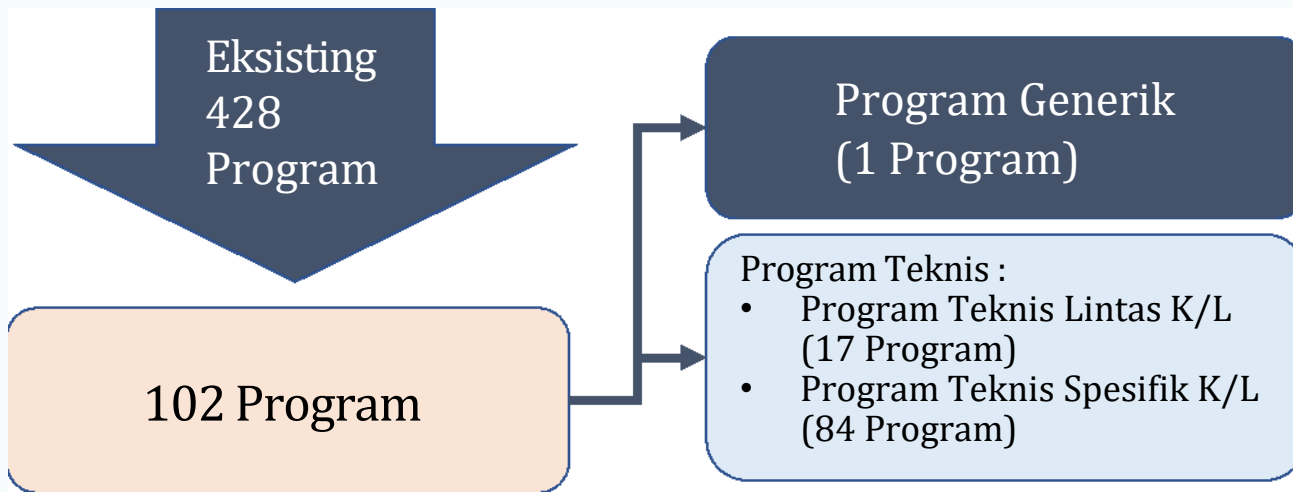 Eksisting
428
Program
102 Program
Program Generik
(1 Program)
Program Teknis :
• Program Teknis Lintas K/L
(17 Program)
• Program Teknis Spesifik K/L
(84 Program)